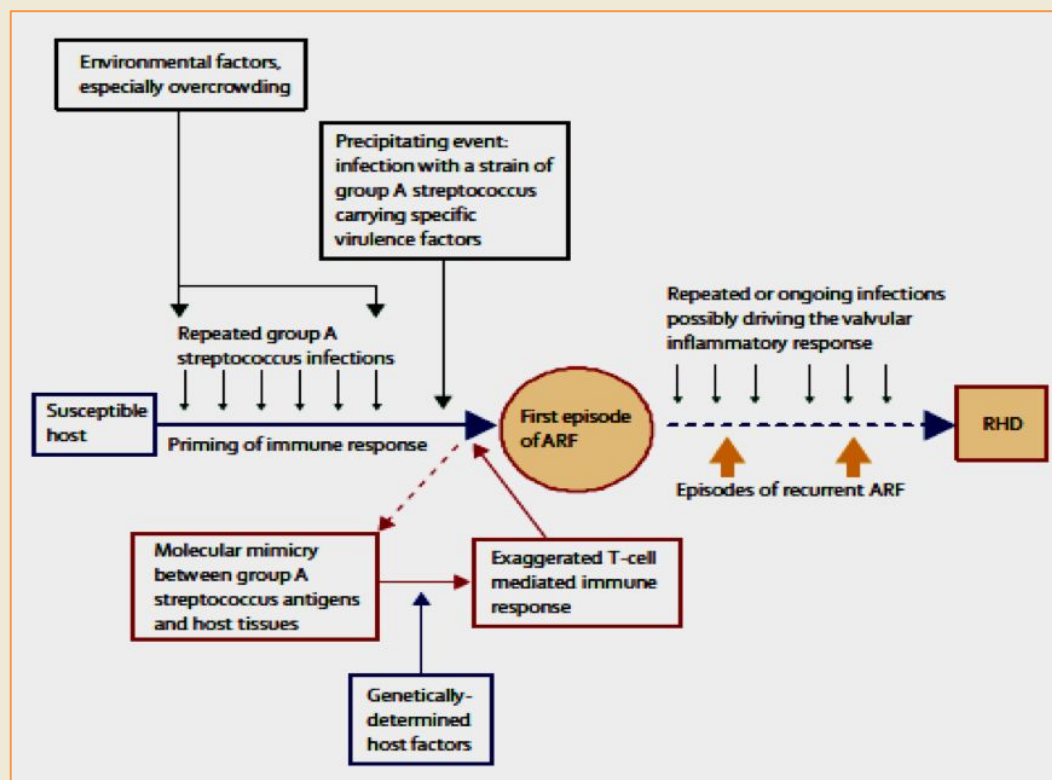 Environmental factors,
especially overcrowding
Precipitating event:
infection with a strain of
group A streptococcus
carrying specific
virulence factors
Repeated group A
streptococcus infections
Repeated or ongoing infections
possibly driving the valvular
inflammatory response
Susceptible
host
Priming of immune response
First episode
of ARF
RHD
Episodes of recurrent ARF
Molecular mimicry
between group A
streptococcus antigens
and host tissues
Exaggerated T-cell
mediated immune
response
Genetically-
determined
host factors